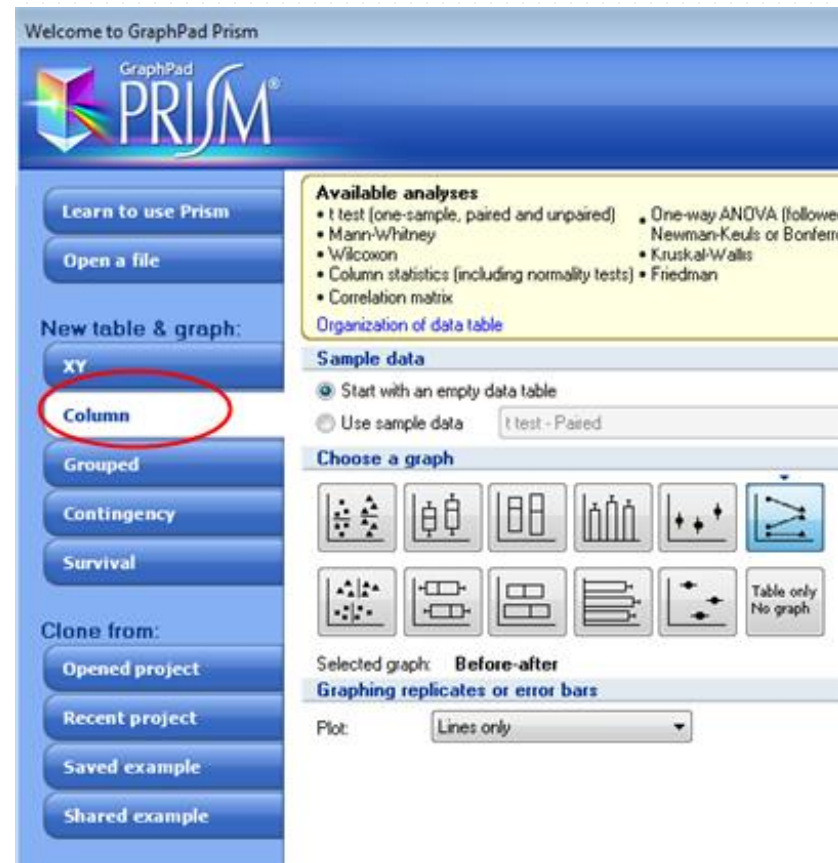 Welcome to GraphPad Prism
GraphPad
PRISM®
Learn to use Prism
Open a file
New table & graph:
XY
Column
Grouped
Contingency
Survival
Clone from:
Opened project
Recent project
Saved example
Shared example
Available analyses
• t test (one-sample, paired and unpaired)
• Mann-Whitney
• Wilcoxon
• Column statistics (including normality tests)
• Correlation matrix
• One-way ANOVA (followe
Newman-Keuls or Bonferr
• Kruskal-Wallis
• Friedman
Organization of data table
Sample data
Start with an empty data table
Use sample data
t test - Paired
Choose a graph
Table only
No graph
Selected graph: Before-after
Graphing replicates or error bars
Plot: Lines only